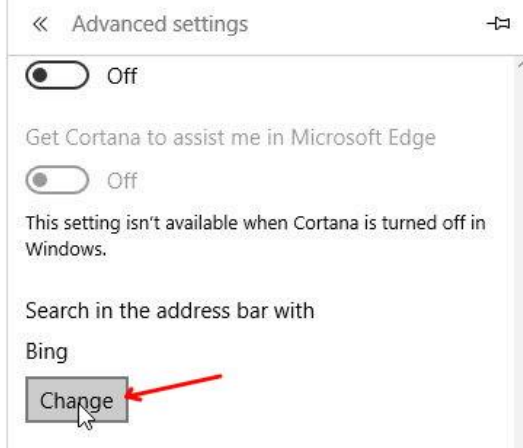 « Advanced settings
Off
Get Cortana to assist me in Microsoft Edge
Off
This setting isn't available when Cortana is turned off in
Windows.
Search in the address bar with
Bing
Change